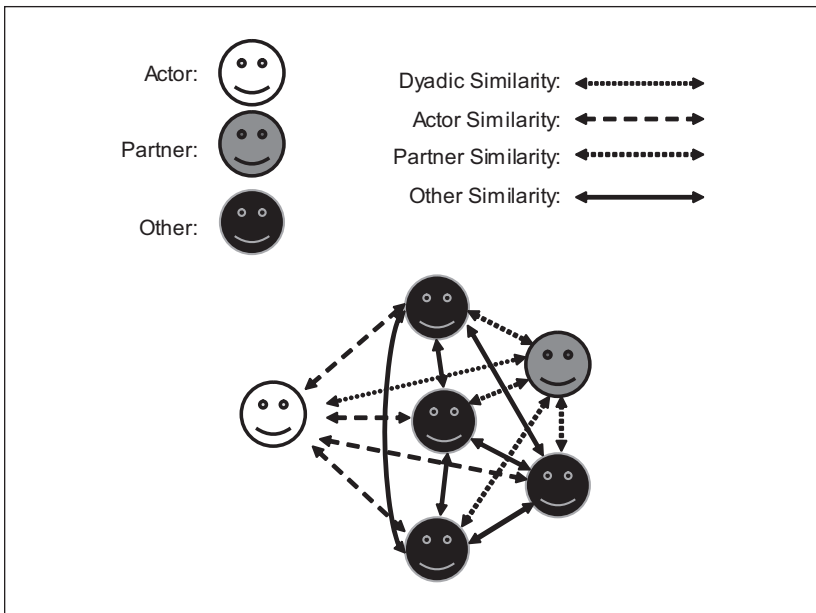 Actor:
Partner:
Other:
Dyadic Similarity:
Actor Similarity:
Partner Similarity:
Other Similarity: